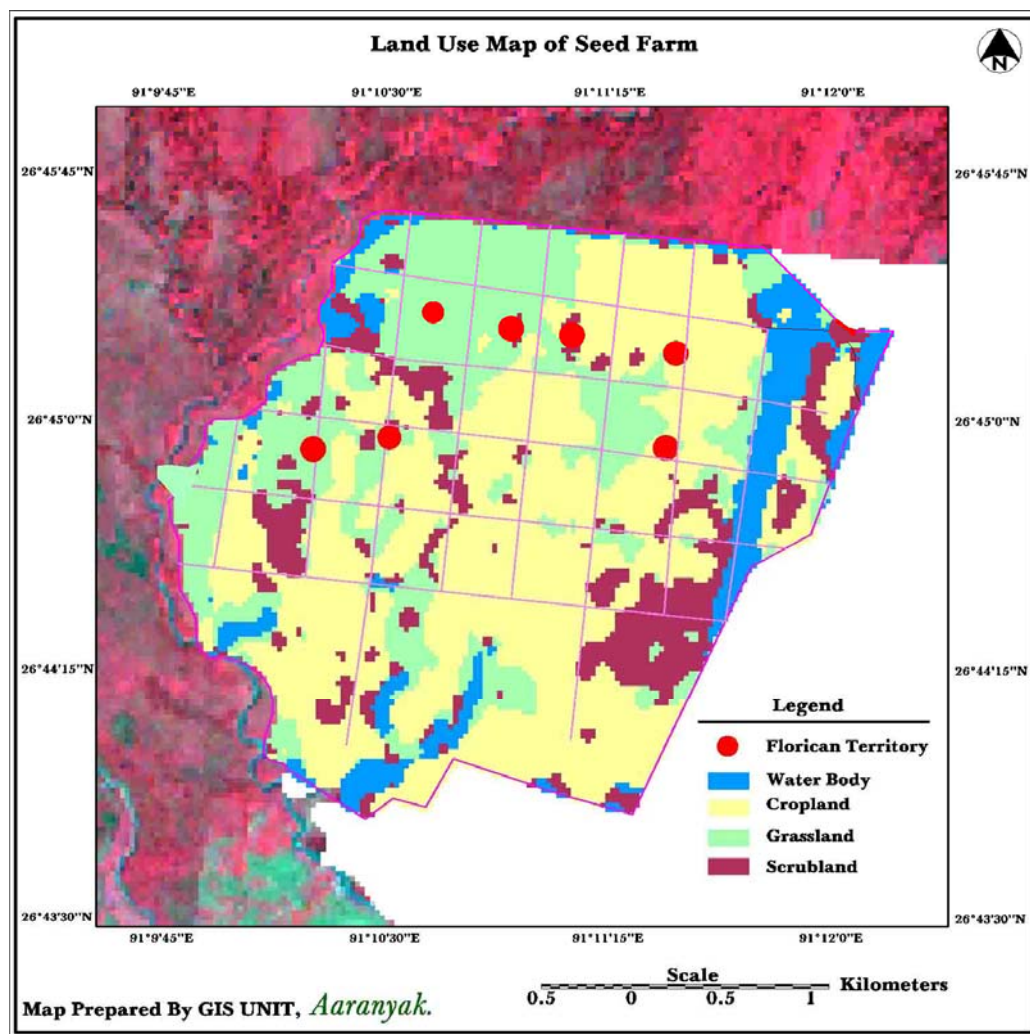 Land Use Map of Seed Farm
N
91°9'45"E 91°10'30"E 91°11'15"E 91°12'0"E
26°45'45"N 26°45'45"N
26°45'0"N 26°45'0"N
26°44'15"N 26°44'15"N
Legend
Florican Territory
Water Body
Cropland
Grassland
Scrubland
26°43'30"N 26°43'30"N
91°9'45"E 91°10'30"E 91°11'15"E 91°12'0"E
Scale
Kilometers
0.5 0 0.5 1
Map Prepared By GIS UNIT, Aaranyak.